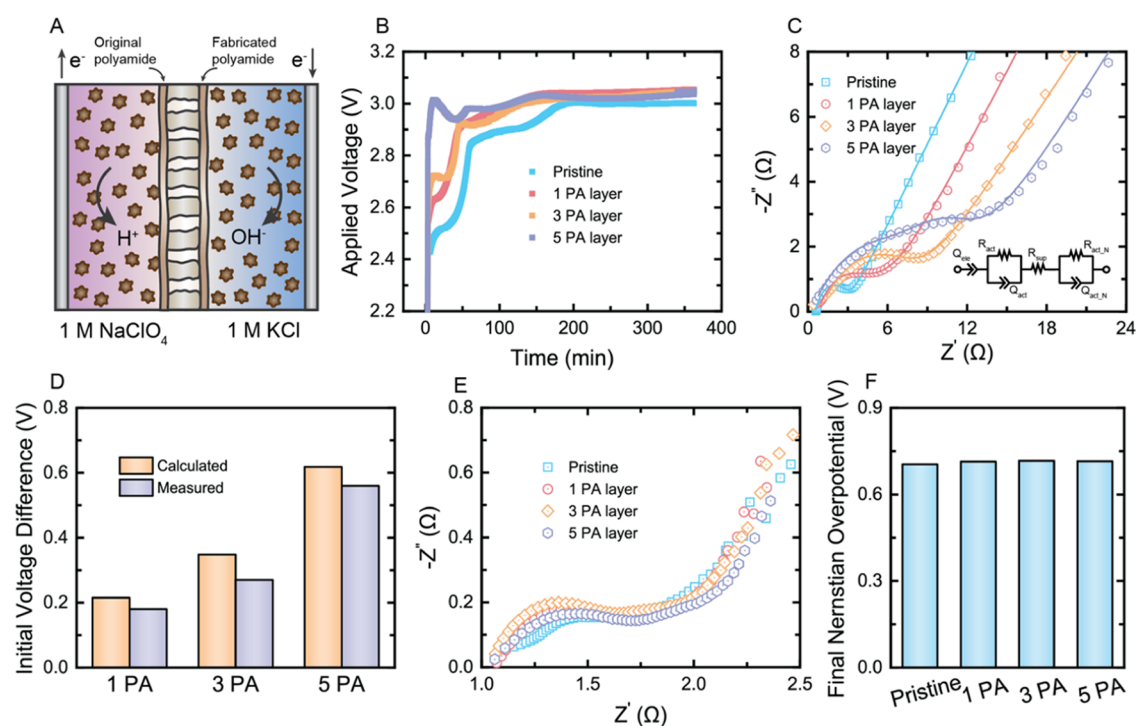 A
Original
polyamide
Fabricated
polyamide
e-
e-
H+
OH-
1 M NaClO4
1 M KCl
B
Applied Voltage (V)
3.2
3.0
2.8
2.6
2.4
2.2
Pristine
1 PA layer
3 PA layer
5 PA layer
0
100
200
300
400
Time (min)
C
-Z" (Ω)
-8
-6
4
2
0
Pristine
1 PA layer
3 PA layer
5 PA layer
Qele
Ract
Qact
Rsup
Ract_N
Qact_N
0
6
12
18
24
Z' (Ω)
D
Initial Voltage Difference (V)
0.8
0.6
0.4
0.2
0.0
Calculated
Measured
1 PA
3 PA
5 PA
E
-Z" (Ω)
0.8
0.6
0.4
0.2
0.0
Pristine
1 PA layer
3 PA layer
5 PA layer
1.0
1.5
2.0
2.5
Z' (Ω)
F
Final Nernstian Overpotential (V)
0.9
0.6
0.3
0.0
Pristine
1 PA
3 PA
5 PA